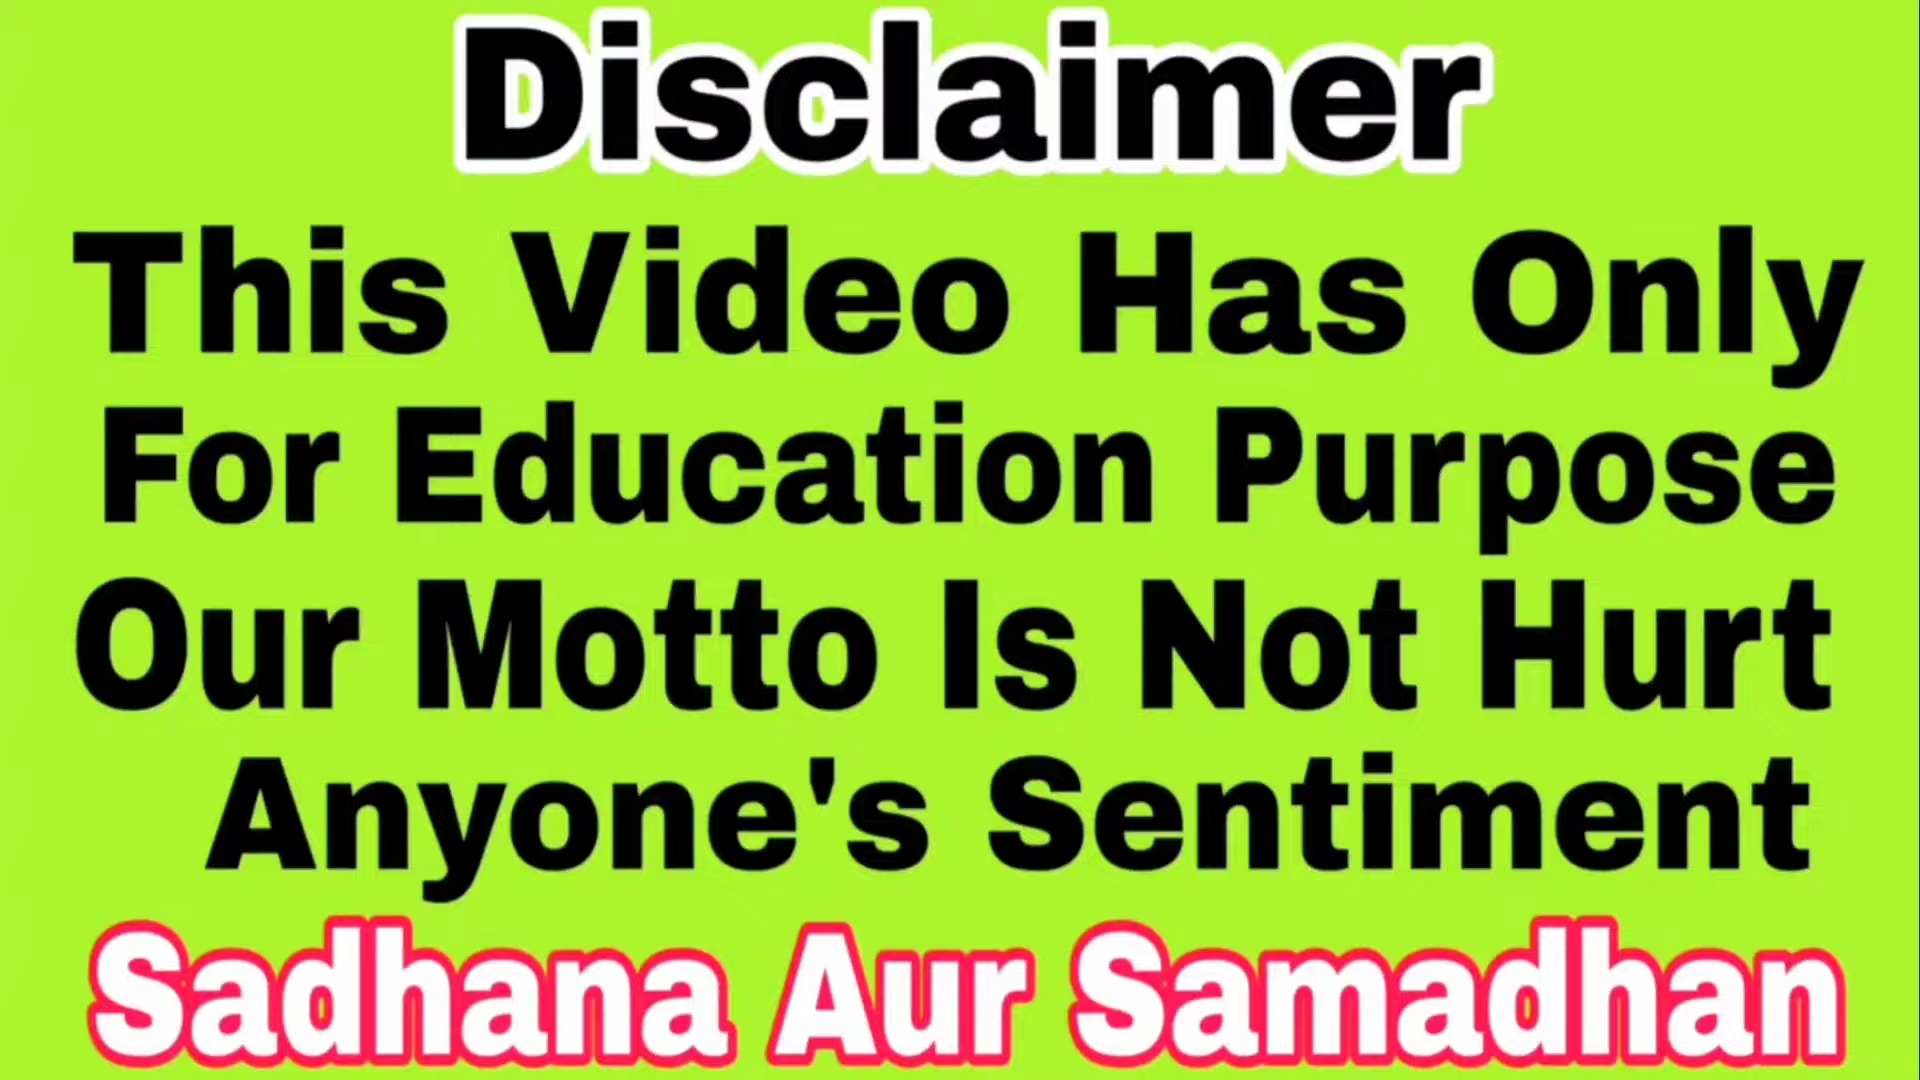 Disclaimer
This Video Has Only
For Education Purpose
Our Motto Is Not Hurt
Anyone's Sentiment
Sadhana Aur Samadhan